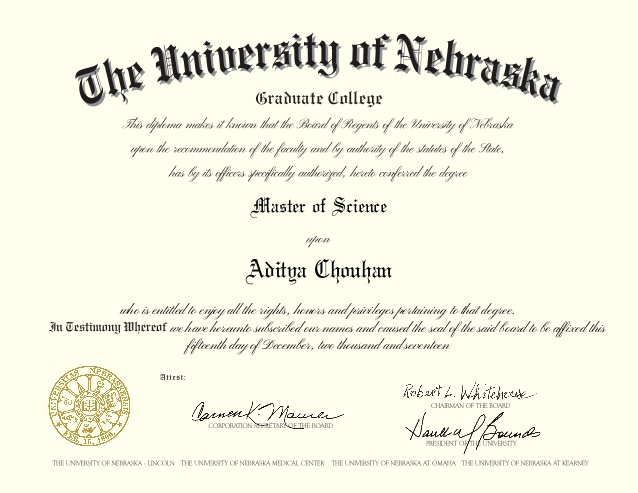 The University of Nebraska
Graduate College
This diploma makes it known that the Board of Regents of the University of Nebraska
upon the recommendation of the faculty and by authority of the statutes of the State,
has by its officers specifically authorized, hereto conferred the degree
Master of Science
upon
Aditya Chouhan
who is entitled to enjoy all the rights, honors and privileges pertaining to that degree.
In Testimony Whereof we have hereunto subscribed our names and caused the seal of the said board to be affixed this
fifteenth day of December, two thousand and seventeen
Attest:
UNIVERSITAS NEBRASKENSIS
FEB. 15, 1869
Robert L. Whitehouse
CHAIRMAN OF THE BOARD
Carmen K. Maurer
CORPORATION SECRETARY OF THE BOARD
PRESIDENT OF THE UNIVERSITY
THE UNIVERSITY OF NEBRASKA - LINCOLN THE UNIVERSITY OF NEBRASKA MEDICAL CENTER THE UNIVERSITY OF NEBRASKA AT OMAHA THE UNIVERSITY OF NEBRASKA AT KEARNEY